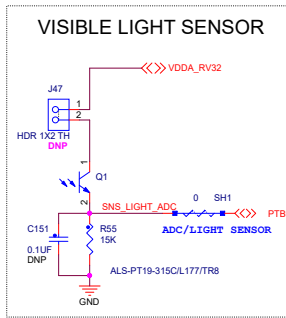 VISIBLE LIGHT SENSOR
VDDA_RV32
J47
1
2
HDR 1X2 TH
DNP
1
Q1
2
SNS_LIGHT_ADC
0
SH1
PTB
C151
R55
ADC/LIGHT SENSOR
0.1UF
15K
DNP
ALS-PT19-315C/L177/TR8
GND